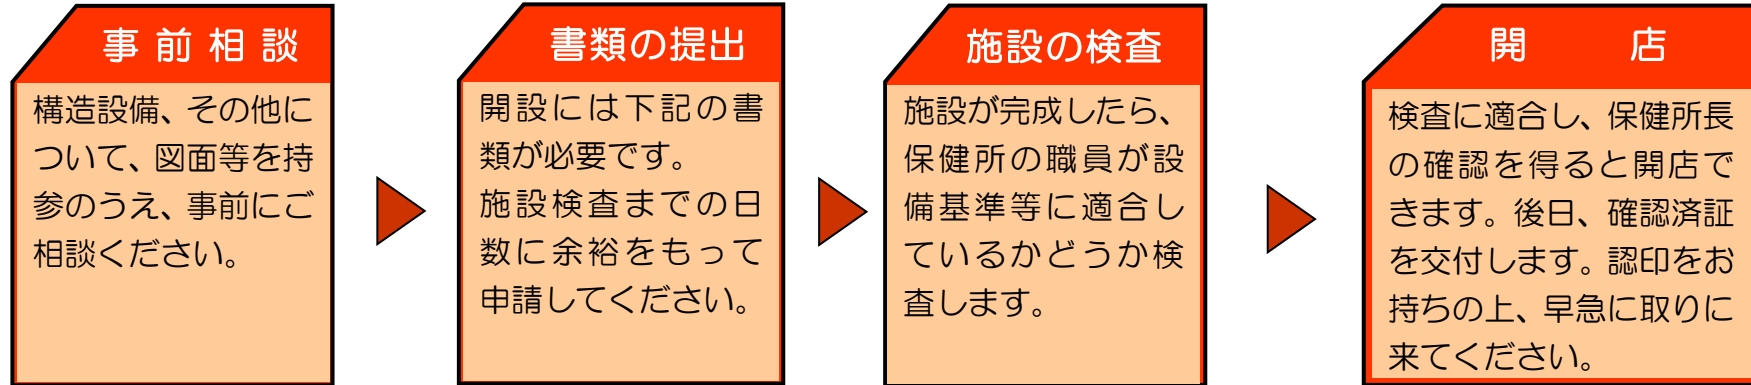 事前相談
構造設備、その他に
ついて、図面等を持
参のうえ、事前にご
相談ください。
書類の提出
開設には下記の書
類が必要です。
施設検査までの日
数に余裕をもって
申請してください。
施設の検査
施設が完成したら、
保健所の職員が設
備基準等に適合し
ているかどうか検
査します。
開店
検査に適合し、保健所長
の確認を得ると開店で
きます。後日、確認済証
を交付します。認印をお
持ちの上、早急に取りに
来てください。